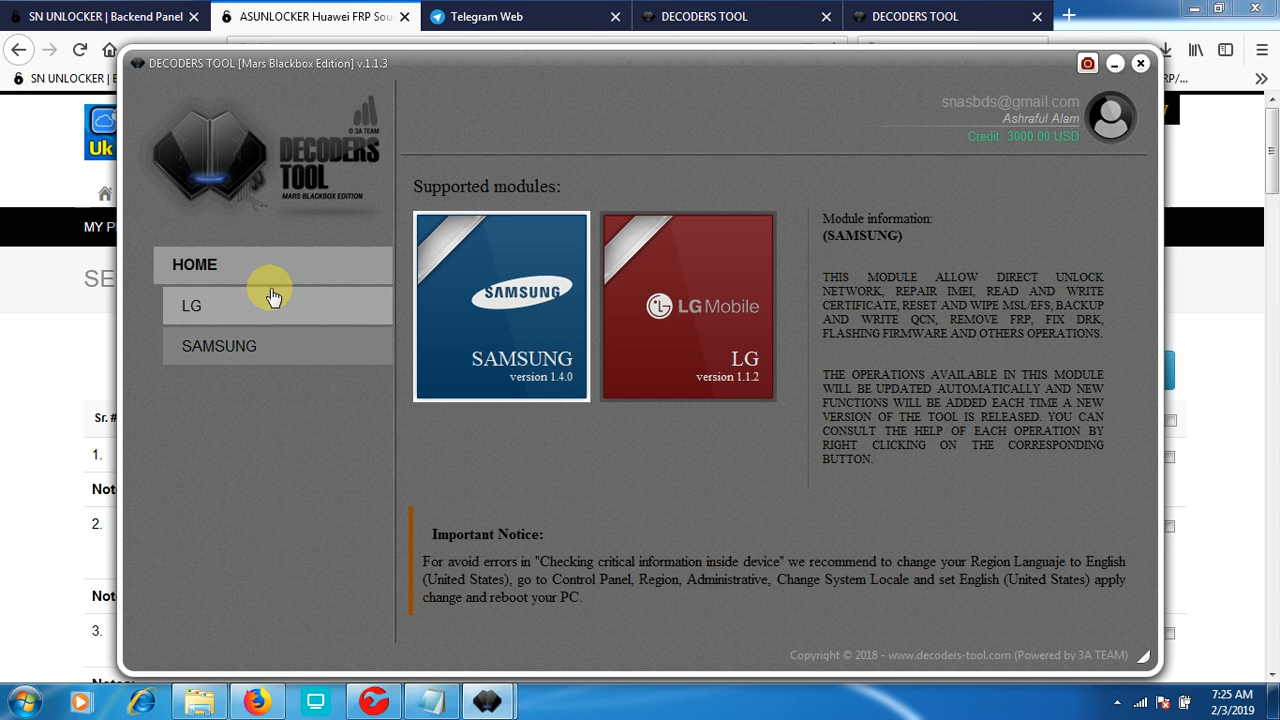 SN UNLOCKER | Backend Panel
ASUNLOCKER Huawei FRP Sou
Telegram Web
DECODERS TOOL
DECODERS TOOL
SN UNLOCKER | B
RP/...
DECODERS TOOL [Mars Blackbox Edition] v.1.1.3
snasbds@gmail.com
Ashraful Alam
Credit: 3000,00 USD
© 3A TEAM
DECODERS
TOOL
MARS BLACKBOX EDITION
Uk
MY P
SE
HOME
LG
SAMSUNG
Supported modules:
SAMSUNG
SAMSUNG
version 1.4.0
LG Mobile
LG
version 1.1.2
Module information:
(SAMSUNG)
THIS MODULE ALLOW DIRECT UNLOCK
NETWORK, REPAIR IMEI, READ AND WRITE
CERTIFICATE, RESET AND WIPE MSL/EFS, BACKUP
AND WRITE QCN, REMOVE FRP, FIX DRK,
FLASHING FIRMWARE AND OTHERS OPERATIONS.
THE OPERATIONS AVAILABLE IN THIS MODULE
WILL BE UPDATED AUTOMATICALLY AND NEW
FUNCTIONS WILL BE ADDED EACH TIME A NEW
VERSION OF THE TOOL IS RELEASED. YOU CAN
CONSULT THE HELP OF EACH OPERATION BY
RIGHT CLICKING ON THE CORRESPONDING
BUTTON.
Sr. #
1.
Not
2.
Not
3.
Important Notice:
For avoid errors in "Checking critical information inside device" we recommend to change your Region Languaje to English
(United States), go to Control Panel, Region, Administrative, Change System Locale and set English (United States) apply
change and reboot your PC.
Copyright © 2018 - www.decoders-tool.com (Powered by 3A TEAM)
7:25 AM
2/3/2019